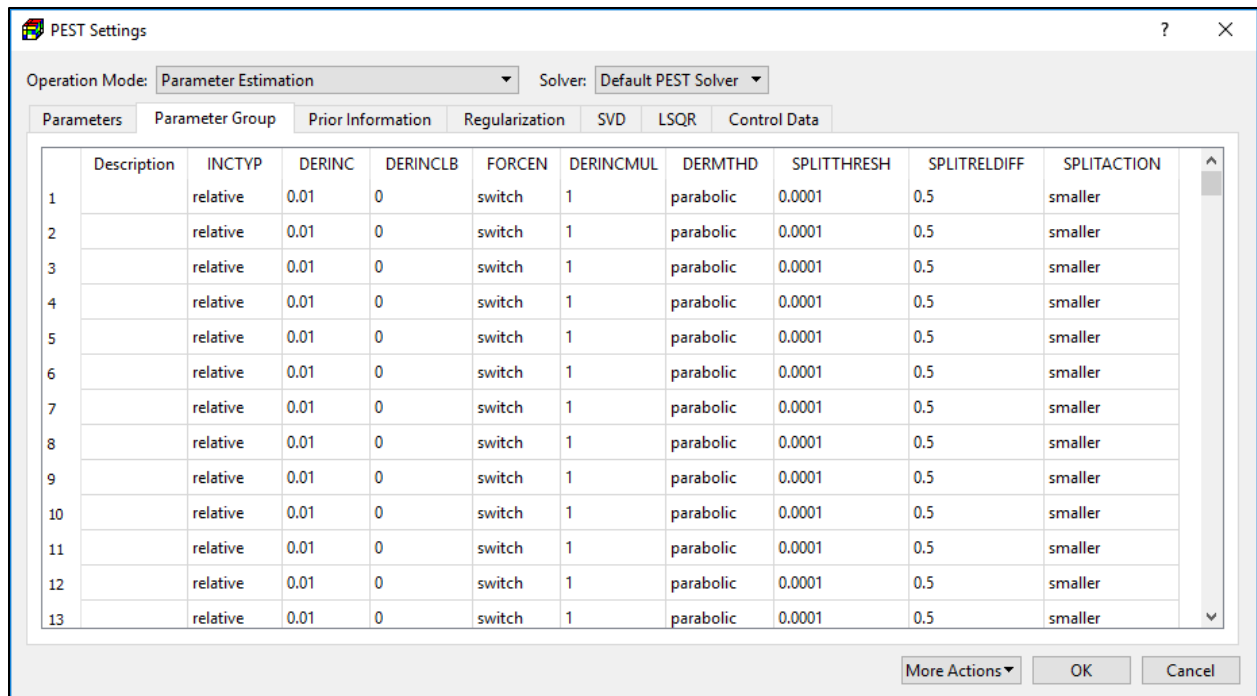 PEST Settings ? ×
Operation Mode: Parameter Estimation Solver: Default PEST Solver
Parameters Parameter Group Prior Information Regularization SVD LSQR Control Data
Description INCTYP DERINC DERINCLB FORCEN DERINCMUL DERMTHD SPLITTHRESH SPLITRELDIFF SPLITACTION
1 relative 0.01 0 switch 1 parabolic 0.0001 0.5 smaller
2 relative 0.01 0 switch 1 parabolic 0.0001 0.5 smaller
3 relative 0.01 0 switch 1 parabolic 0.0001 0.5 smaller
4 relative 0.01 0 switch 1 parabolic 0.0001 0.5 smaller
5 relative 0.01 0 switch 1 parabolic 0.0001 0.5 smaller
6 relative 0.01 0 switch 1 parabolic 0.0001 0.5 smaller
7 relative 0.01 0 switch 1 parabolic 0.0001 0.5 smaller
8 relative 0.01 0 switch 1 parabolic 0.0001 0.5 smaller
9 relative 0.01 0 switch 1 parabolic 0.0001 0.5 smaller
10 relative 0.01 0 switch 1 parabolic 0.0001 0.5 smaller
11 relative 0.01 0 switch 1 parabolic 0.0001 0.5 smaller
12 relative 0.01 0 switch 1 parabolic 0.0001 0.5 smaller
13 relative 0.01 0 switch 1 parabolic 0.0001 0.5 smaller
More Actions OK Cancel